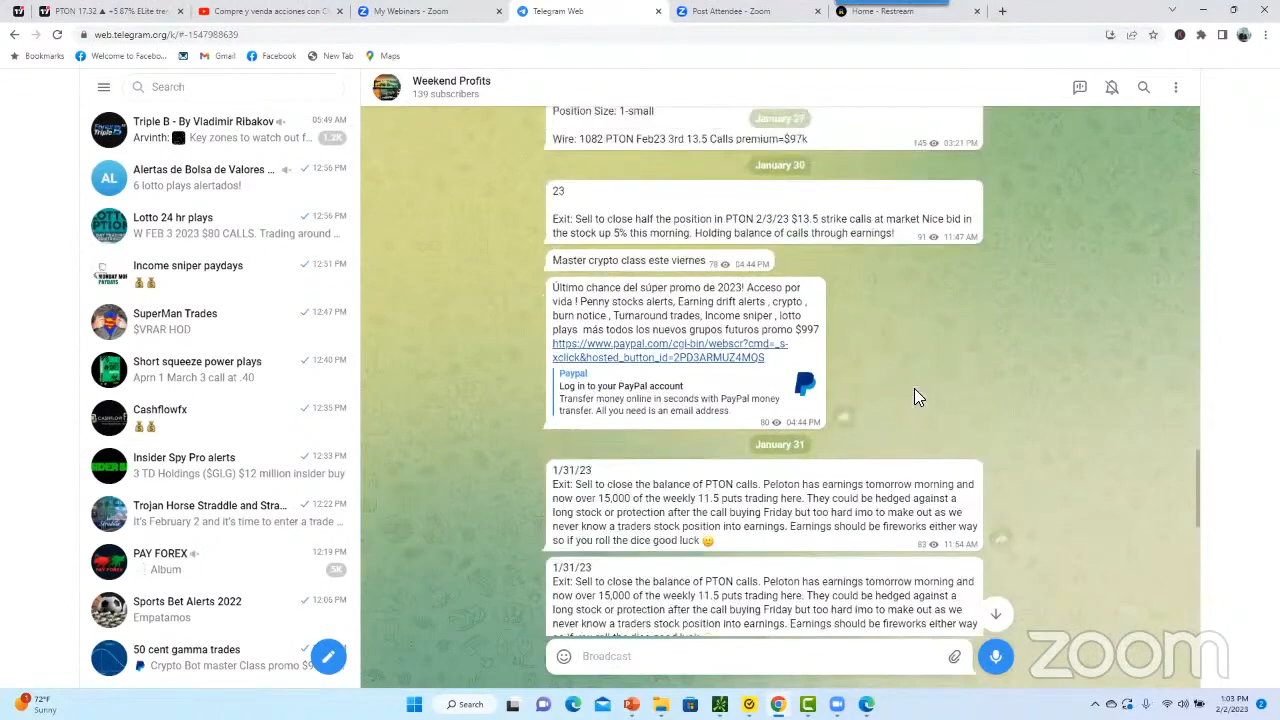 PTON 17.32 ▲ +5.87% Elite tren
Compre y venda acciones con C
My Webinars - Zoom
Telegram Web
Post Attendee - Zoom
Home - Restream
web.telegram.org/k/#-1547988639
Bookmarks
Welcome to Facebo...
Gmail
Facebook
New Tab
Maps
Search
Triple B - By Vladimir Ribakov
05:49 AM
Arvinth: Key zones to watch out f...
1.2K
AL
Alertas de Bolsa de Valores ...
12:56 PM
6 lotto plays alertados!
Lotto 24 hr plays
12:56 PM
W FEB 3 2023 $80 CALLS. Trading around ...
Income sniper paydays
12:51 PM
SuperMan Trades
12:47 PM
$VRAR HOD
Short squeeze power plays
12:40 PM
Aprn 1 March 3 call at .40
Cashflowfx
12:35 PM
Insider Spy Pro alerts
12:33 PM
3 TD Holdings ($GLG) $12 million insider buy
Trojan Horse Straddle and Stra...
12:22 PM
It's February 2 and it's time to enter a trade ...
PAY FOREX
12:19 PM
Album
5K
Sports Bet Alerts 2022
12:06 PM
Empatamos
50 cent gamma trades
Crypto Bot master Class promo $9
Weekend Profits
139 subscribers
Position Size: 1-small
January 27
Wire: 1082 PTON Feb23 3rd 13.5 Calls premium=$97k
145 03:21 PM
January 30
23
Exit: Sell to close half the position in PTON 2/3/23 $13.5 strike calls at market Nice bid in
the stock up 5% this morning. Holding balance of calls through earnings!
91 11:47 AM
Master crypto class este viernes
78 04:44 PM
Último chance del súper promo de 2023! Acceso por
vida ! Penny stocks alerts, Earning drift alerts , crypto ,
burn notice , Turnaround trades, Income sniper , lotto
plays más todos los nuevos grupos futuros promo $997
https://www.paypal.com/cgi-bin/webscr?cmd=_s-
xclick&hosted_button_id=2PD3ARMUZ4MQS
Paypal
Log in to your PayPal account
Transfer money online in seconds with PayPal money
transfer. All you need is an email address.
80 04:44 PM
January 31
1/31/23
Exit: Sell to close the balance of PTON calls. Peloton has earnings tomorrow morning and
now over 15,000 of the weekly 11.5 puts trading here. They could be hedged against a
long stock or protection after the call buying Friday but too hard imo to make out as we
never know a traders stock position into earnings. Earnings should be fireworks either way
so if you roll the dice good luck
83 11:54 AM
1/31/23
Exit: Sell to close the balance of PTON calls. Peloton has earnings tomorrow morning and
now over 15,000 of the weekly 11.5 puts trading here. They could be hedged against a
long stock or protection after the call buying Friday but too hard imo to make out as we
never know a traders stock position into earnings. Earnings should be fireworks either way
Broadcast
zoom
72°F
Sunny
Search
1:03 PM
2/2/2023